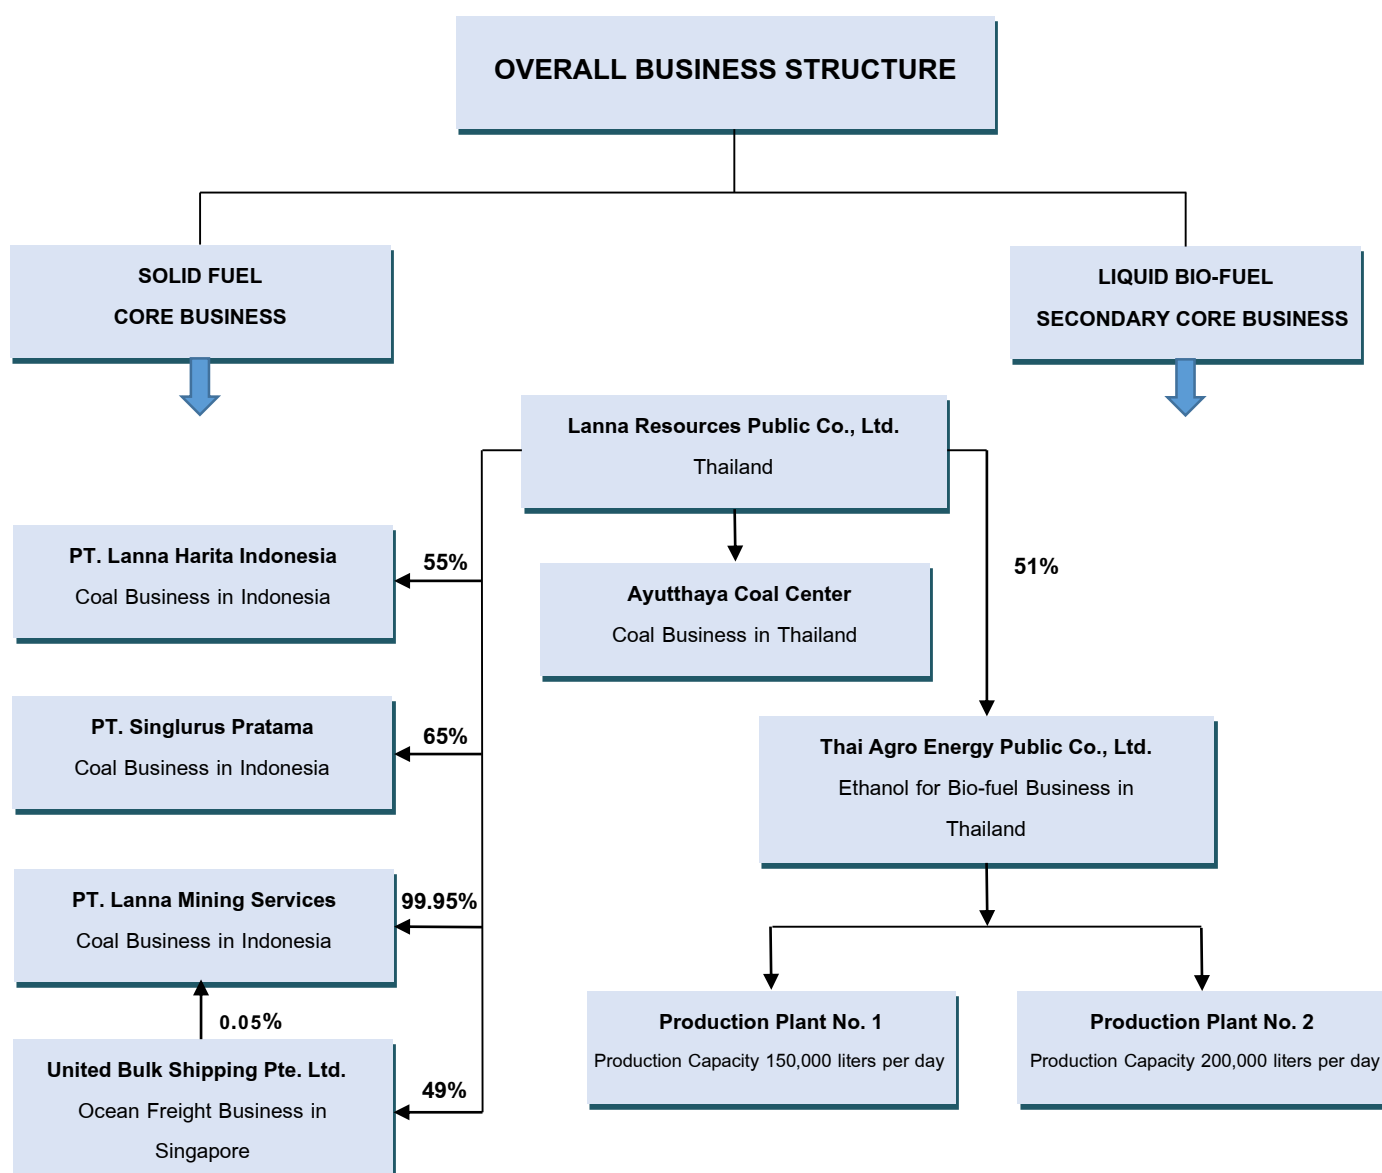 OVERALL BUSINESS STRUCTURE
SOLID FUEL
CORE BUSINESS
LIQUID BIO-FUEL
SECONDARY CORE BUSINESS
Lanna Resources Public Co., Ltd.
Thailand
PT. Lanna Harita Indonesia
Coal Business in Indonesia
55%
Ayutthaya Coal Center
Coal Business in Thailand
51%
PT. Singlurus Pratama
Coal Business in Indonesia
65%
Thai Agro Energy Public Co., Ltd.
Ethanol for Bio-fuel Business in
Thailand
PT. Lanna Mining Services
Coal Business in Indonesia
99.95%
0.05%
United Bulk Shipping Pte. Ltd.
Ocean Freight Business in
Singapore
49%
Production Plant No. 1
Production Capacity 150,000 liters per day
Production Plant No. 2
Production Capacity 200,000 liters per day